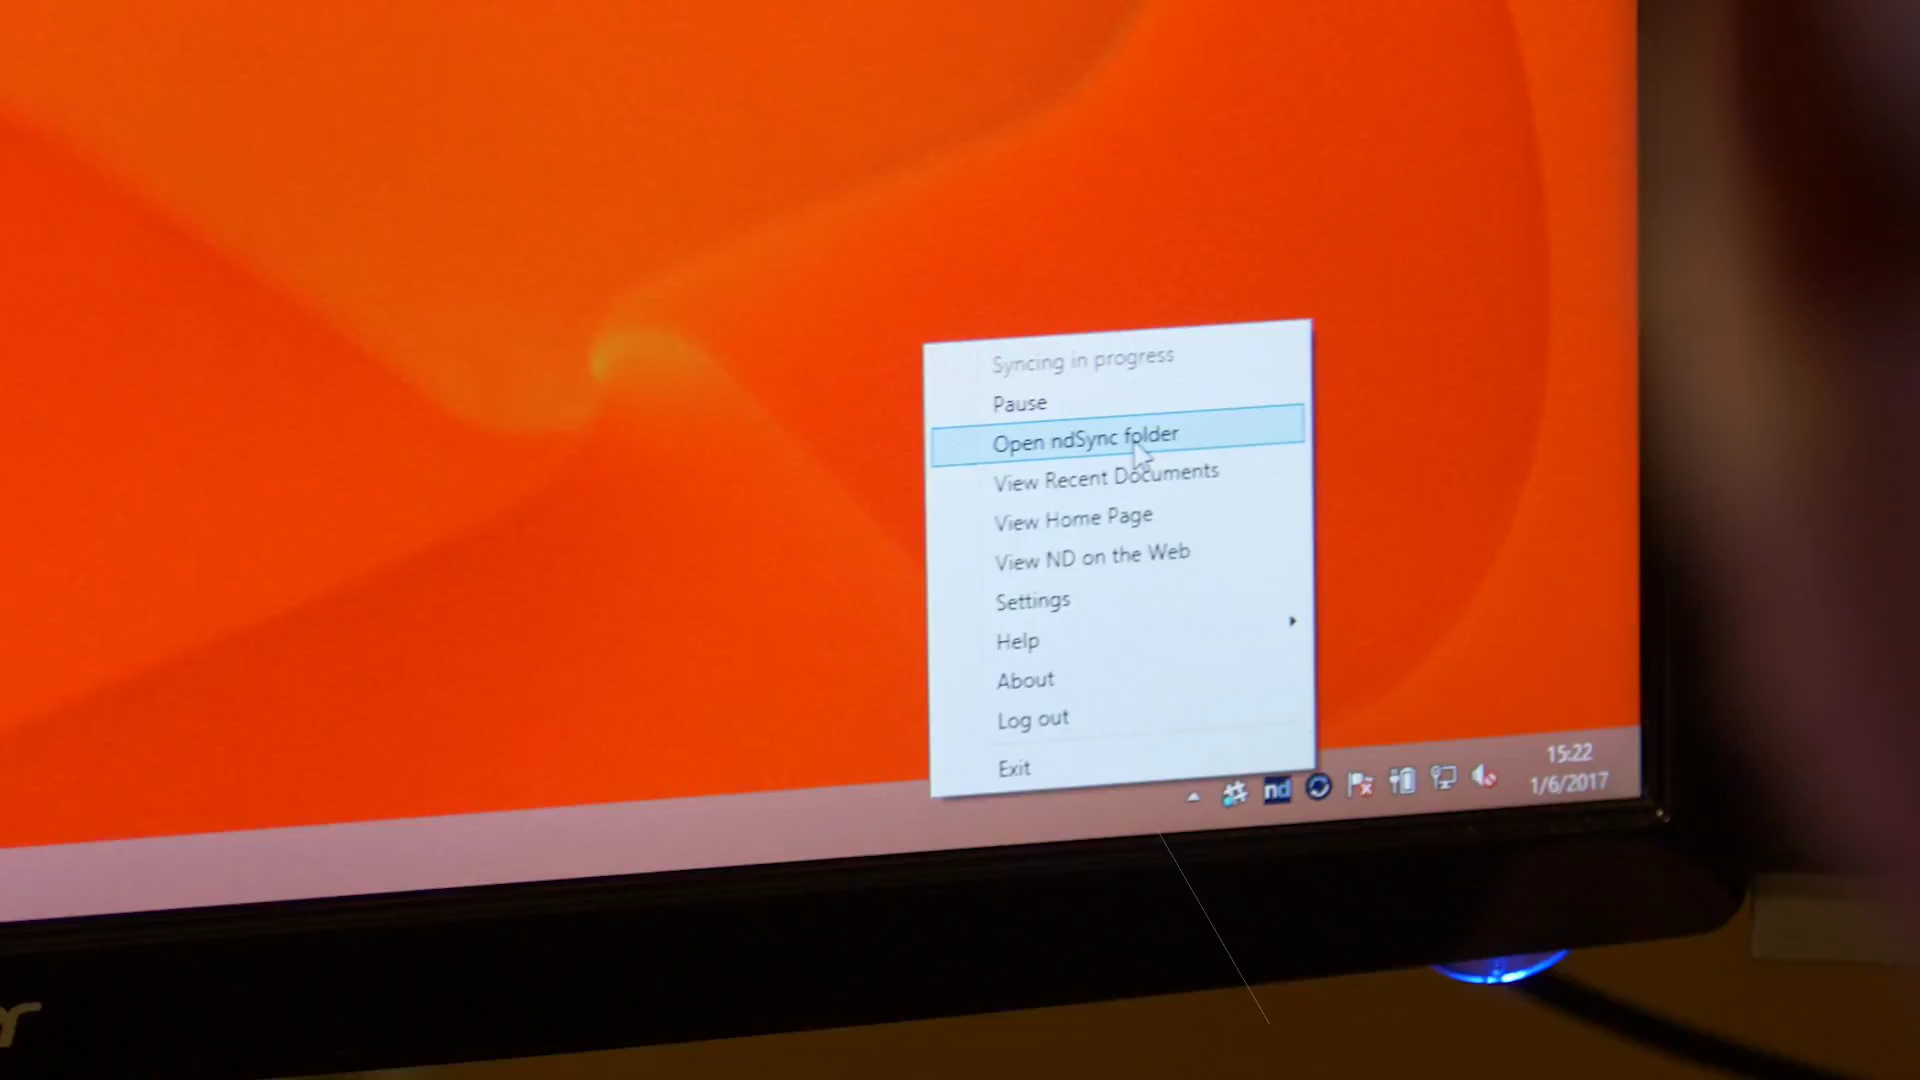 Syncing in progress
Pause
Open ndSync folder
View Recent Documents
View Home Page
View ND on the Web
Settings
Help
About
Log out
Exit
nd
15:22
1/6/2017